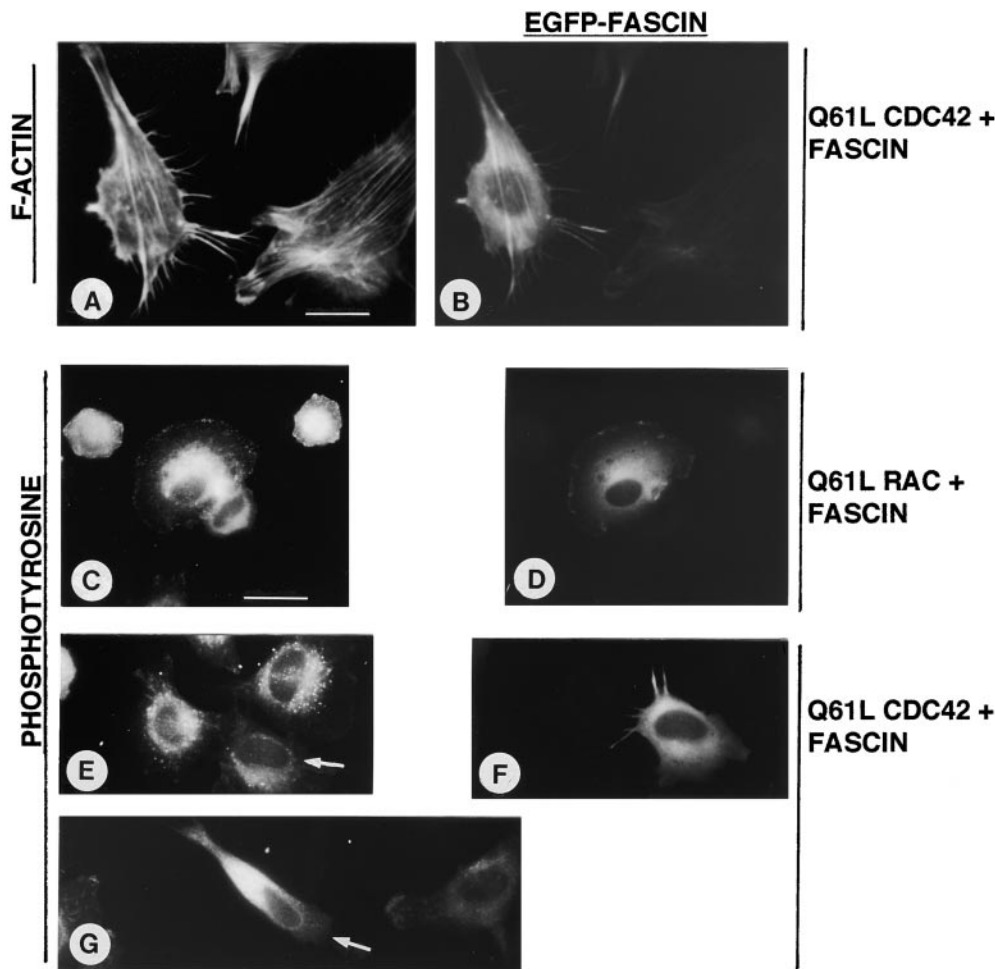 EGFP-FASCIN
F-ACTIN
A
B
Q61L CDC42 +
FASCIN
PHOSPHOTYROSINE
C
D
Q61L RAC +
FASCIN
E
F
Q61L CDC42 +
FASCIN
G